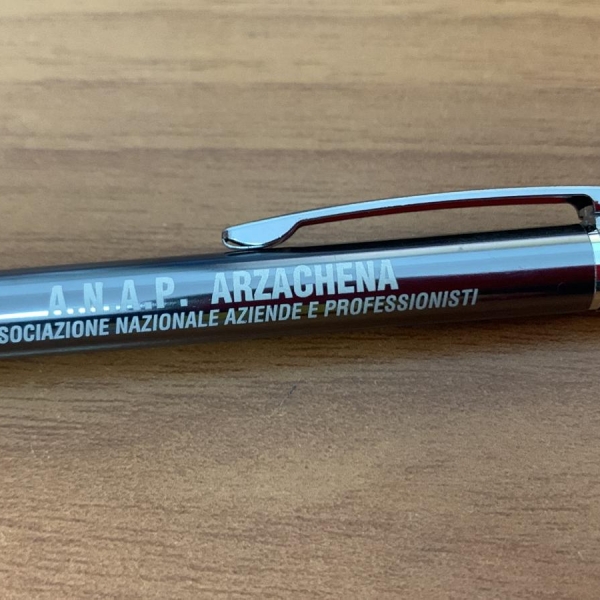 A.N.A.P. ARZACHENA
SOCIAZIONE NAZIONALE AZIENDE E PROFESSIONISTI